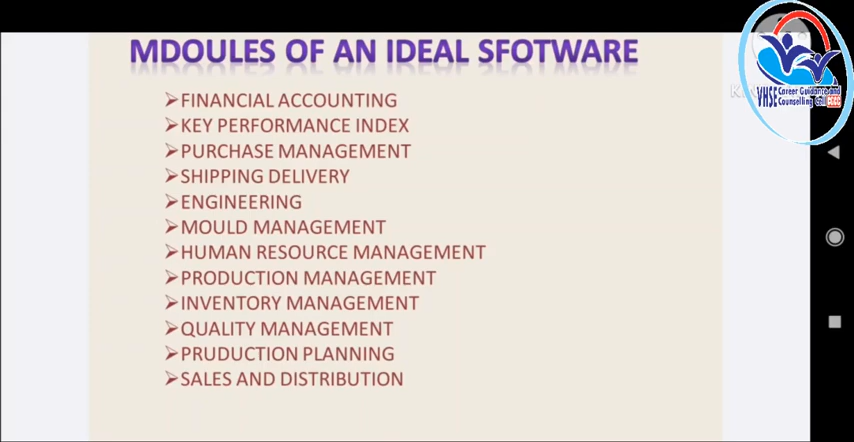 MDOULES OF AN IDEAL SFOTWARE
FINANCIAL ACCOUNTING
KEY PERFORMANCE INDEX
PURCHASE MANAGEMENT
SHIPPING DELIVERY
ENGINEERING
MOULD MANAGEMENT
HUMAN RESOURCE MANAGEMENT
PRODUCTION MANAGEMENT
INVENTORY MANAGEMENT
QUALITY MANAGEMENT
PRUDUCTION PLANNING
SALES AND DISTRIBUTION
VHSE Career Guidance and
Counselling Cell CGCC